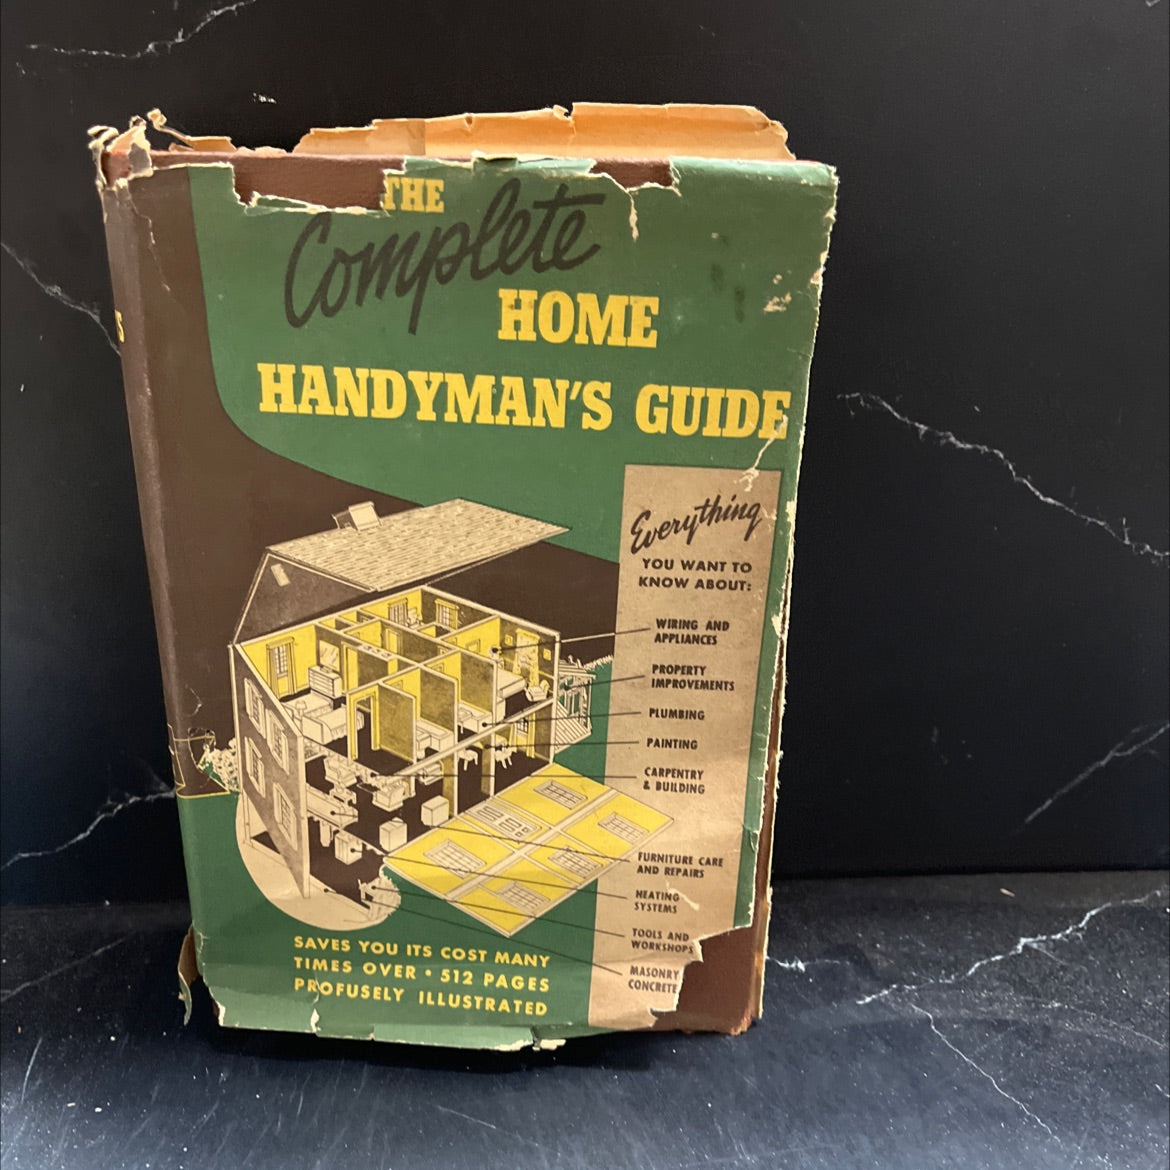 THE
Complete
HOME
HANDYMAN'S GUIDE
Everything
YOU WANT TO
KNOW ABOUT:
WIRING AND
APPLIANCES
PROPERTY
IMPROVEMENTS
PLUMBING
PAINTING
CARPENTRY
& BUILDING
FURNITURE CARE
AND REPAIRS
HEATING
SYSTEMS
TOOLS AND
WORKSHOPS
MASONRY
CONCRETE
SAVES YOU ITS COST MANY
TIMES OVER • 512 PAGES
PROFUSELY ILLUSTRATED
S